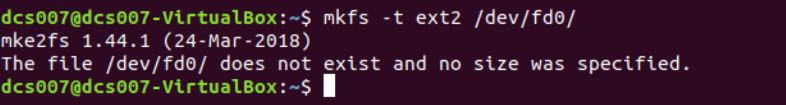 dcs007@dcs007-VirtualBox:~$ mkfs -t ext2 /dev/fd0/
mke2fs 1.44.1 (24-Mar-2018)
The file /dev/fd0/ does not exist and no size was specified.
dcs007@dcs007-VirtualBox:~$